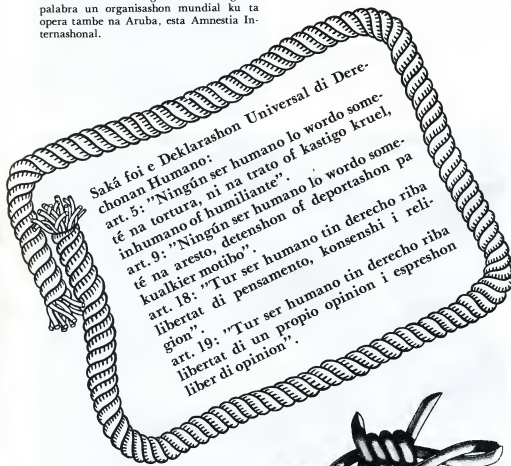 palabra un organisashon mundial ku ta
opera tambe na Aruba, esta Amnestia In-
ternashonal.
Saká foi e Deklarashon Universal di Dere-
chonan Humano:
art. 5: "Ningún ser humano lo wordo some-
té na tortura, ni na trato of kastigo kruel,
inhumano of humiliante".
art. 9: "Ningún ser humano lo wordo some-
té na aresto, detenshon of deportashon pa
kualkier motibo".
art. 18: "Tur ser humano tin derecho riba
libertat di pensamento, konsenshi i reli-
gion".
art. 19: "Tur ser humano tin derecho riba
libertat di un propio opinion i espreshon
liber di opinion".